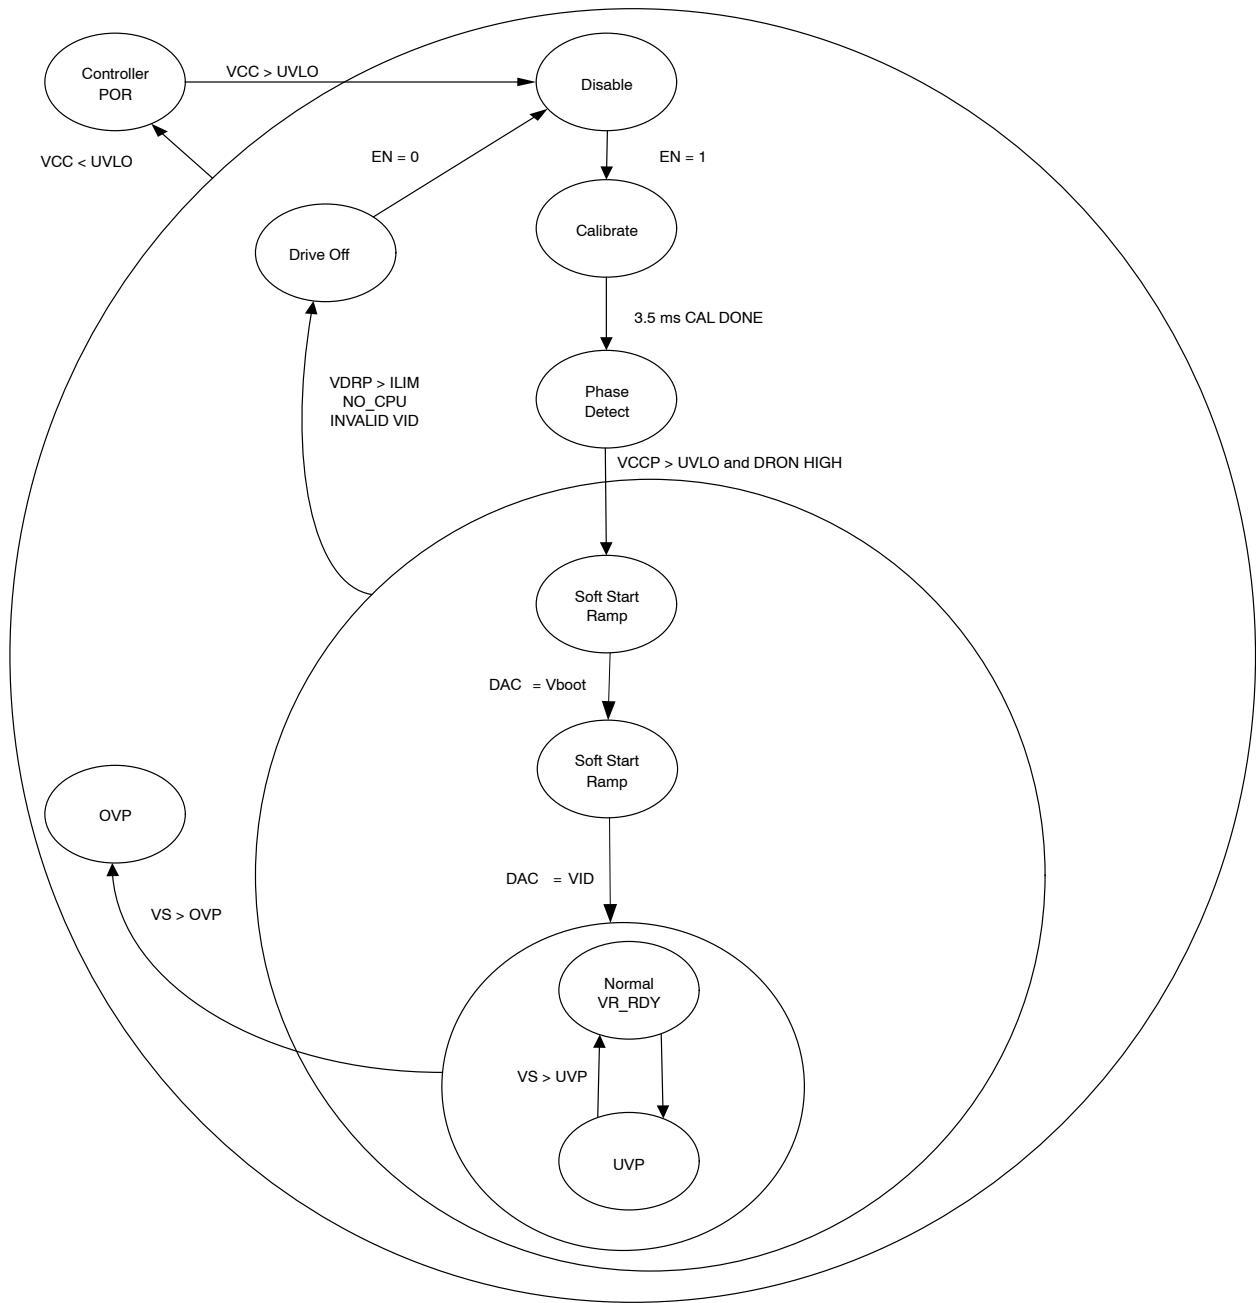 Controller
POR
VCC > UVLO
Disable
VCC < UVLO
EN = 0
EN = 1
Calibrate
Drive Off
3.5 ms CAL DONE
VDRP > ILIM
NO_CPU
INVALID VID
Phase
Detect
VCCP > UVLO and DRON HIGH
Soft Start
Ramp
DAC = Vboot
Soft Start
Ramp
OVP
DAC = VID
VS > OVP
Normal
VR_RDY
VS > UVP
UVP